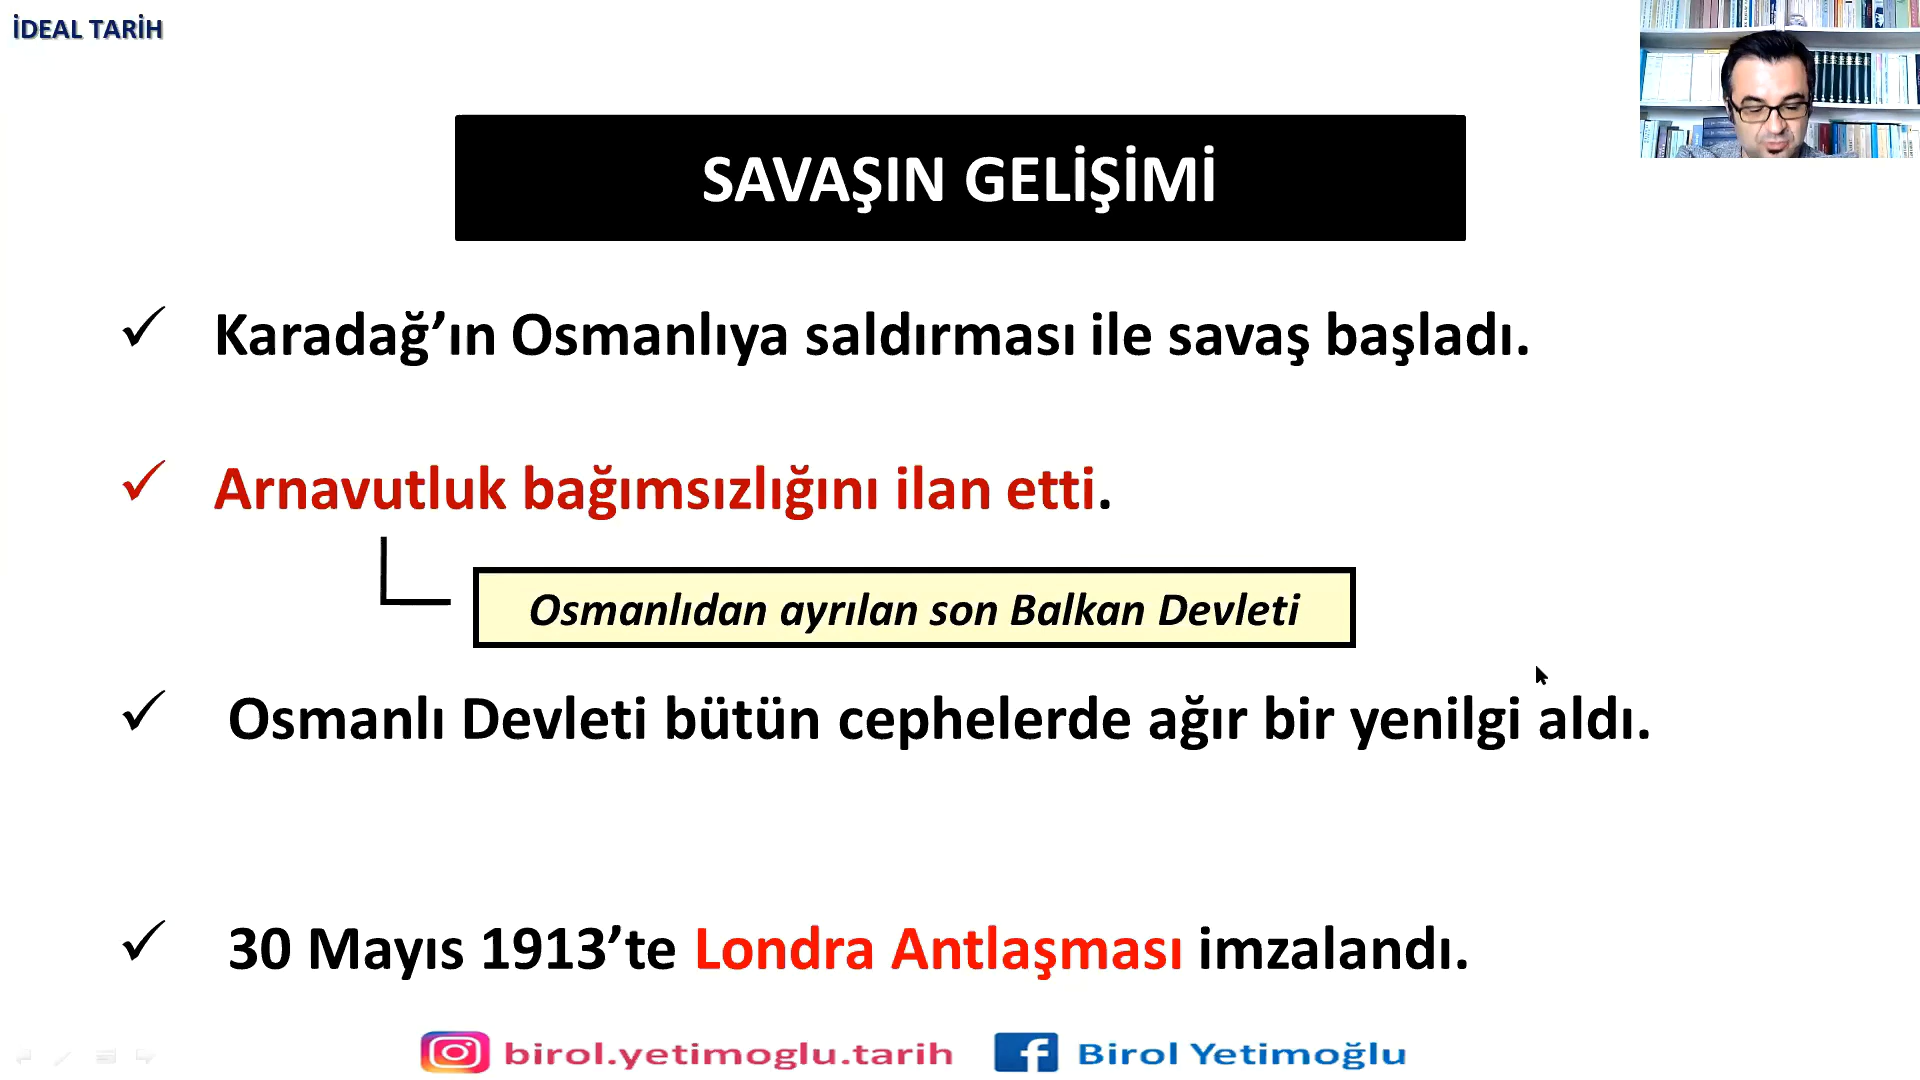 İDEAL TARİH
SAVAŞIN GELİŞİMİ
Karadağ’ın Osmanlıya saldırması ile savaş başladı.
Arnavutluk bağımsızlığını ilan etti.
Osmanlıdan ayrılan son Balkan Devleti
Osmanlı Devleti bütün cephelerde ağır bir yenilgi aldı.
30 Mayıs 1913’te Londra Antlaşması imzalandı.
birol.yetimoglu.tarih
Birol Yetimoğlu